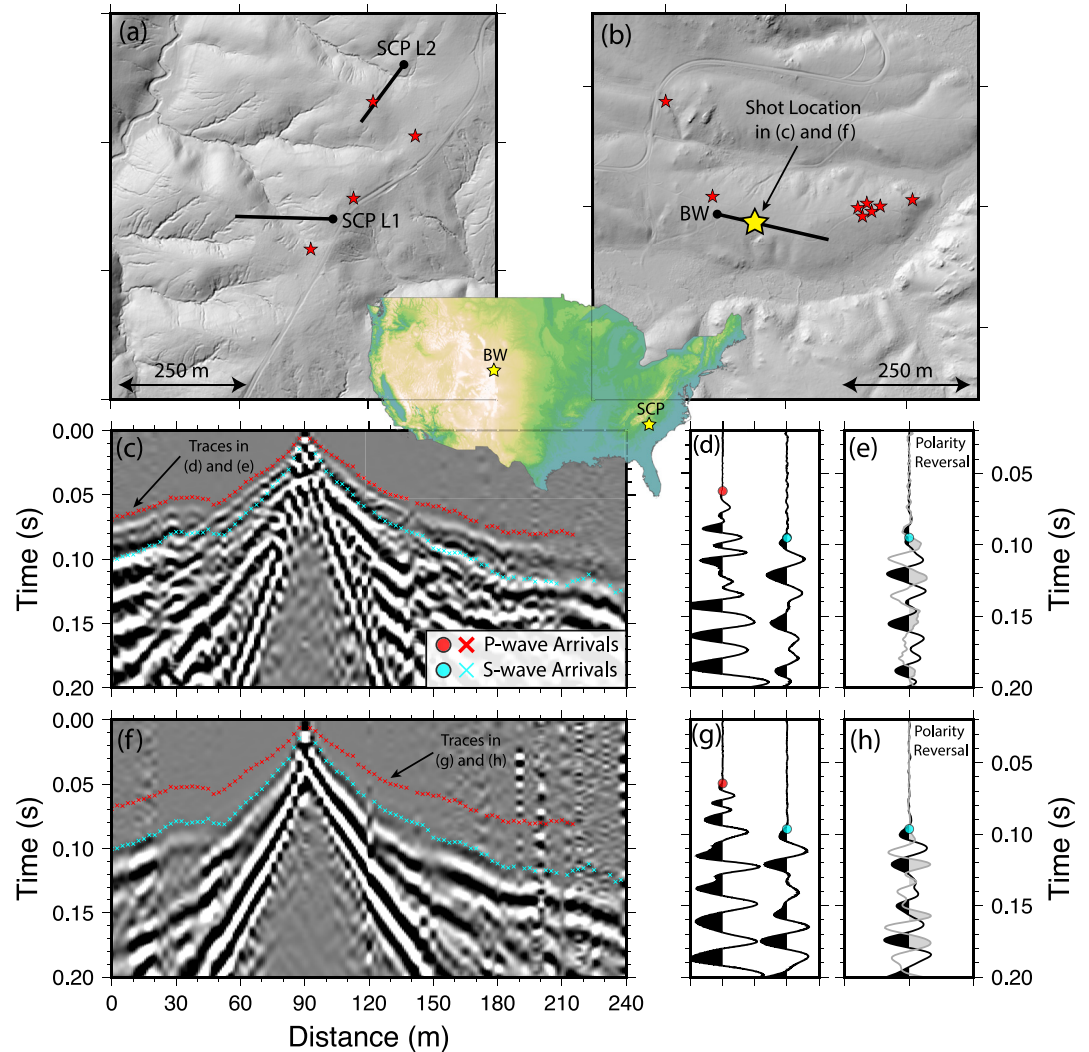 (a)
SCP L2
SCP L1
250 m
(b)
Shot Location
in (c) and (f)
BW
250 m
BW
SCP
(c)
Traces in
(d) and (e)
P-wave Arrivals
S-wave Arrivals
Time (s)
0.00
0.05
0.10
0.15
0.20
(d)
(e)
Polarity
Reversal
0.05
0.10
0.15
0.20
Time (s)
(f)
Traces in
(g) and (h)
Time (s)
0.00
0.05
0.10
0.15
0.20
0 30 60 90 120 150 180 210 240
Distance (m)
(g)
(h)
Polarity
Reversal
0.05
0.10
0.15
0.20
Time (s)